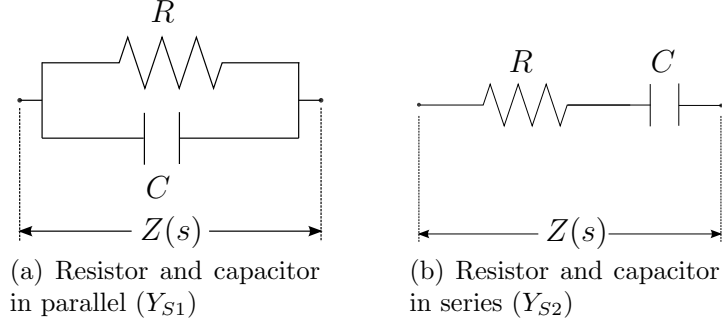 R
C
Z(s)
(a) Resistor and capacitor
in parallel (Y_{S1})
R
C
Z(s)
(b) Resistor and capacitor
in series (Y_{S2})